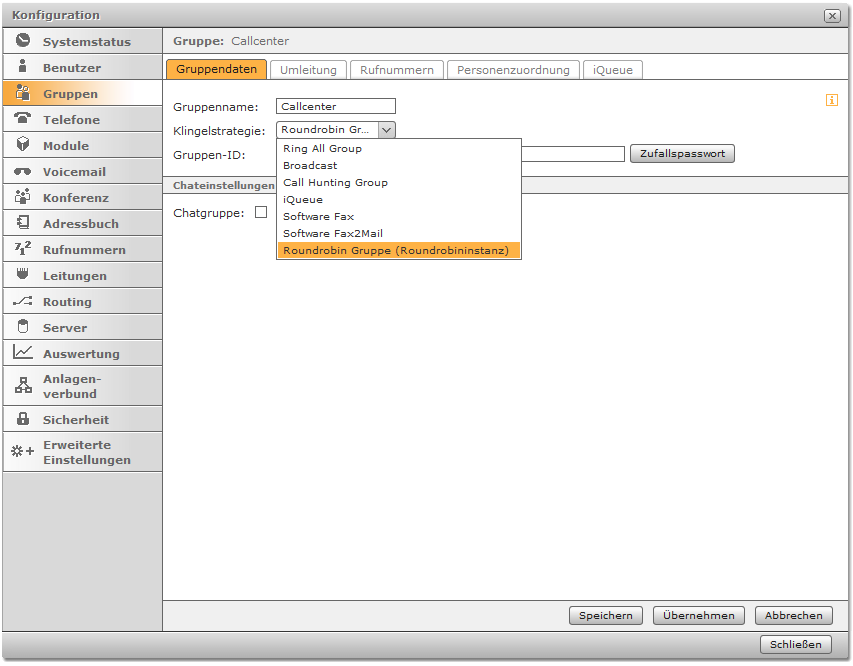 Konfiguration
Systemstatus
Benutzer
Gruppen
Telefone
Module
Voicemail
Konferenz
Adressbuch
Rufnummern
Leitungen
Routing
Server
Auswertung
Anlagen-
verbund
Sicherheit
Erweiterte
Einstellungen
Gruppe: Callcenter
Gruppendaten Umleitung Rufnummern Personenzuordnung iQueue
Gruppenname: Callcenter
Klingelstrategie: Roundrobin Gr...
Gruppen-ID: Zufallspasswort
Ring All Group
Broadcast
Call Hunting Group
iQueue
Software Fax
Software Fax2Mail
Roundrobin Gruppe (Roundrobininstanz)
Chateinstellungen
Chatgruppe:
Speichern Übernehmen Abbrechen
Schließen